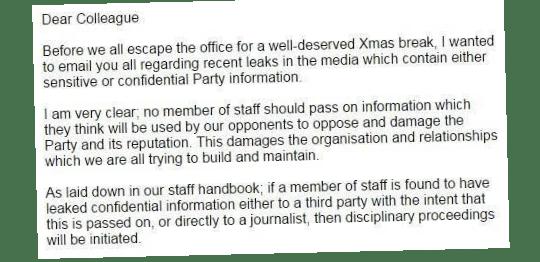 Dear Colleague
Before we all escape the office for a well-deserved Xmas break, I wanted
to email you all regarding recent leaks in the media which contain either
sensitive or confidential Party information.
I am very clear; no member of staff should pass on information which
they think will be used by our opponents to oppose and damage the
Party and its reputation. This damages the organisation and relationships
which we are all trying to build and maintain.
As laid down in our staff handbook; if a member of staff is found to have
leaked confidential information either to a third party with the intent that
this is passed on, or directly to a journalist, then disciplinary proceedings
will be initiated.